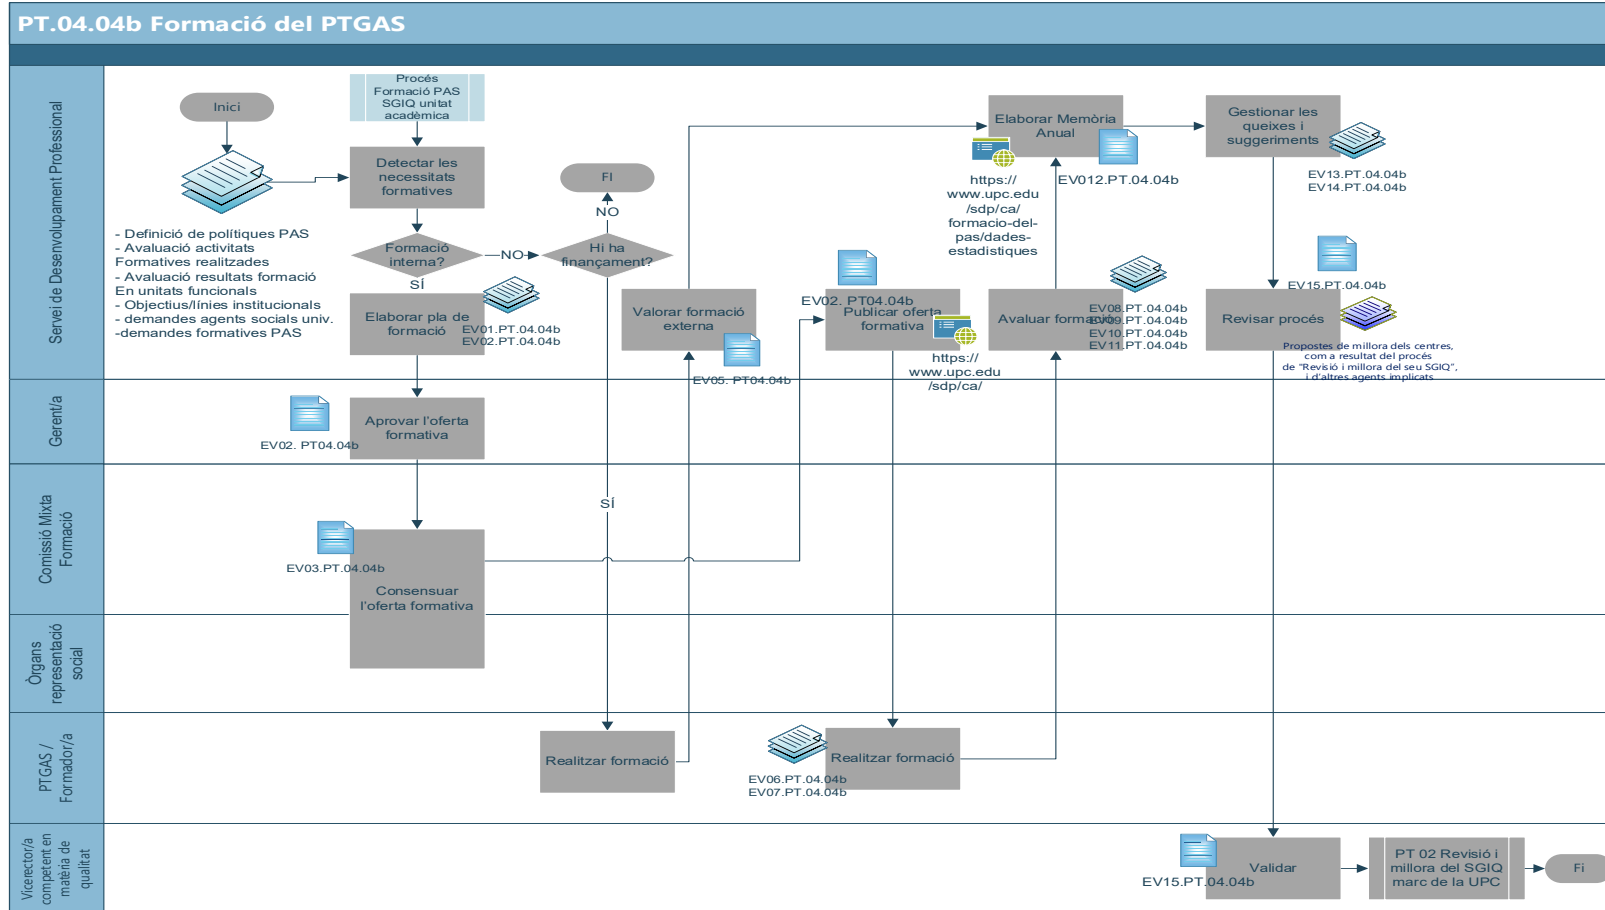 PT.04.04b Formació del PTGAS
Servei de Desenvolupament Professional
Inici
Procés
Formació PAS
SGIQ unitat
acadèmica
Detectar les
necessitats
formatives
- Definició de polítiques PAS
- Avaluació activitats
Formatives realitzades
- Avaluació resultats formació
En unitats funcionals
- Objectius/línies institucionals
- demandes agents socials univ.
-demandes formatives PAS
Formació
interna?
NO
SÍ
Hi ha
finançament?
NO
FI
SÍ
Elaborar pla de
formació
EV01.PT.04.04b
EV02.PT.04.04b
Valorar formació
externa
EV05. PT04.04b
EV02. PT04.04b
Publicar oferta
formativa
https://
www.upc.edu
/sdp/ca/
Elaborar Memòria
Anual
https://
www.upc.edu
/sdp/ca/
formacio-del-
pas/dades-
estadistiques
EV012.PT.04.04b
Avaluar formació
EV08.PT.04.04b
EV09.PT.04.04b
EV10.PT.04.04b
EV11.PT.04.04b
Gestionar les
queixes i
suggeriments
EV13.PT.04.04b
EV14.PT.04.04b
EV15.PT.04.04b
Revisar procés
Propostes de millora dels centres,
com a resultat del procés
de "Revisió i millora del seu SGIQ",
i d'altres agents implicats
Gerent/a
EV02. PT04.04b
Aprovar l'oferta
formativa
Comissió Mixta
Formació
EV03.PT.04.04b
Consensuar
l'oferta formativa
Òrgans
representació
social
PTGAS /
Formador/a
Realitzar formació
EV06.PT.04.04b
EV07.PT.04.04b
Realitzar formació
Vicerector/a
competent en
matèria de
qualitat
EV15.PT.04.04b
Validar
PT 02 Revisió i
millora del SGIQ
marc de la UPC
Fi